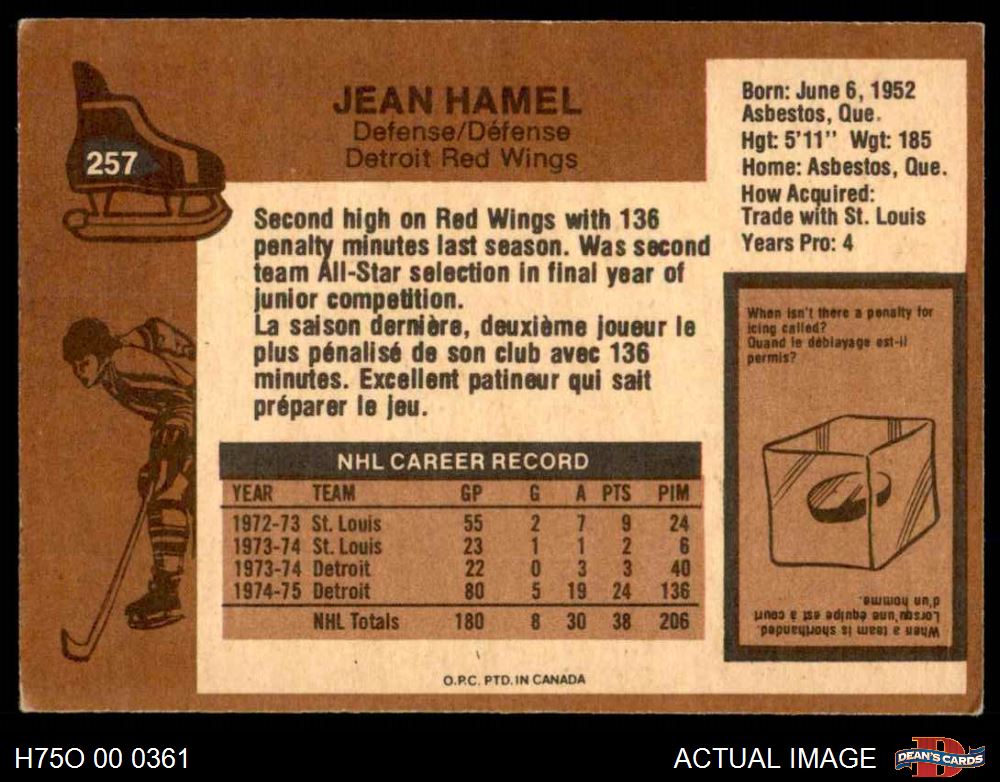 257
JEAN HAMEL
Defense/Défense
Detroit Red Wings
Born: June 6, 1952
Asbestos, Que.
Hgt: 5'11" Wgt: 185
Home: Asbestos, Que.
How Acquired:
Trade with St. Louis
Years Pro: 4
Second high on Red Wings with 136
penalty minutes last season. Was second
team All-Star selection in final year of
junior competition.
La saison dernière, deuxième joueur le
plus pénalisé de son club avec 136
minutes. Excellent patineur qui sait
préparer le jeu.
When isn't there a penalty for
icing called?
Quand le déblayage est-il
permis?
When a team is shorthanded.
Lorsqu'une équipe est à court
d'un homme.
NHL CAREER RECORD
YEAR TEAM GP G A PTS PIM
1972-73 St. Louis 55 2 7 9 24
1973-74 St. Louis 23 1 1 2 6
1973-74 Detroit 22 0 3 3 40
1974-75 Detroit 80 5 19 24 136
NHL Totals 180 8 30 38 206
O.P.C. PTD. IN CANADA
H75O 00 0361
ACTUAL IMAGE
D
DEAN'S CARDS